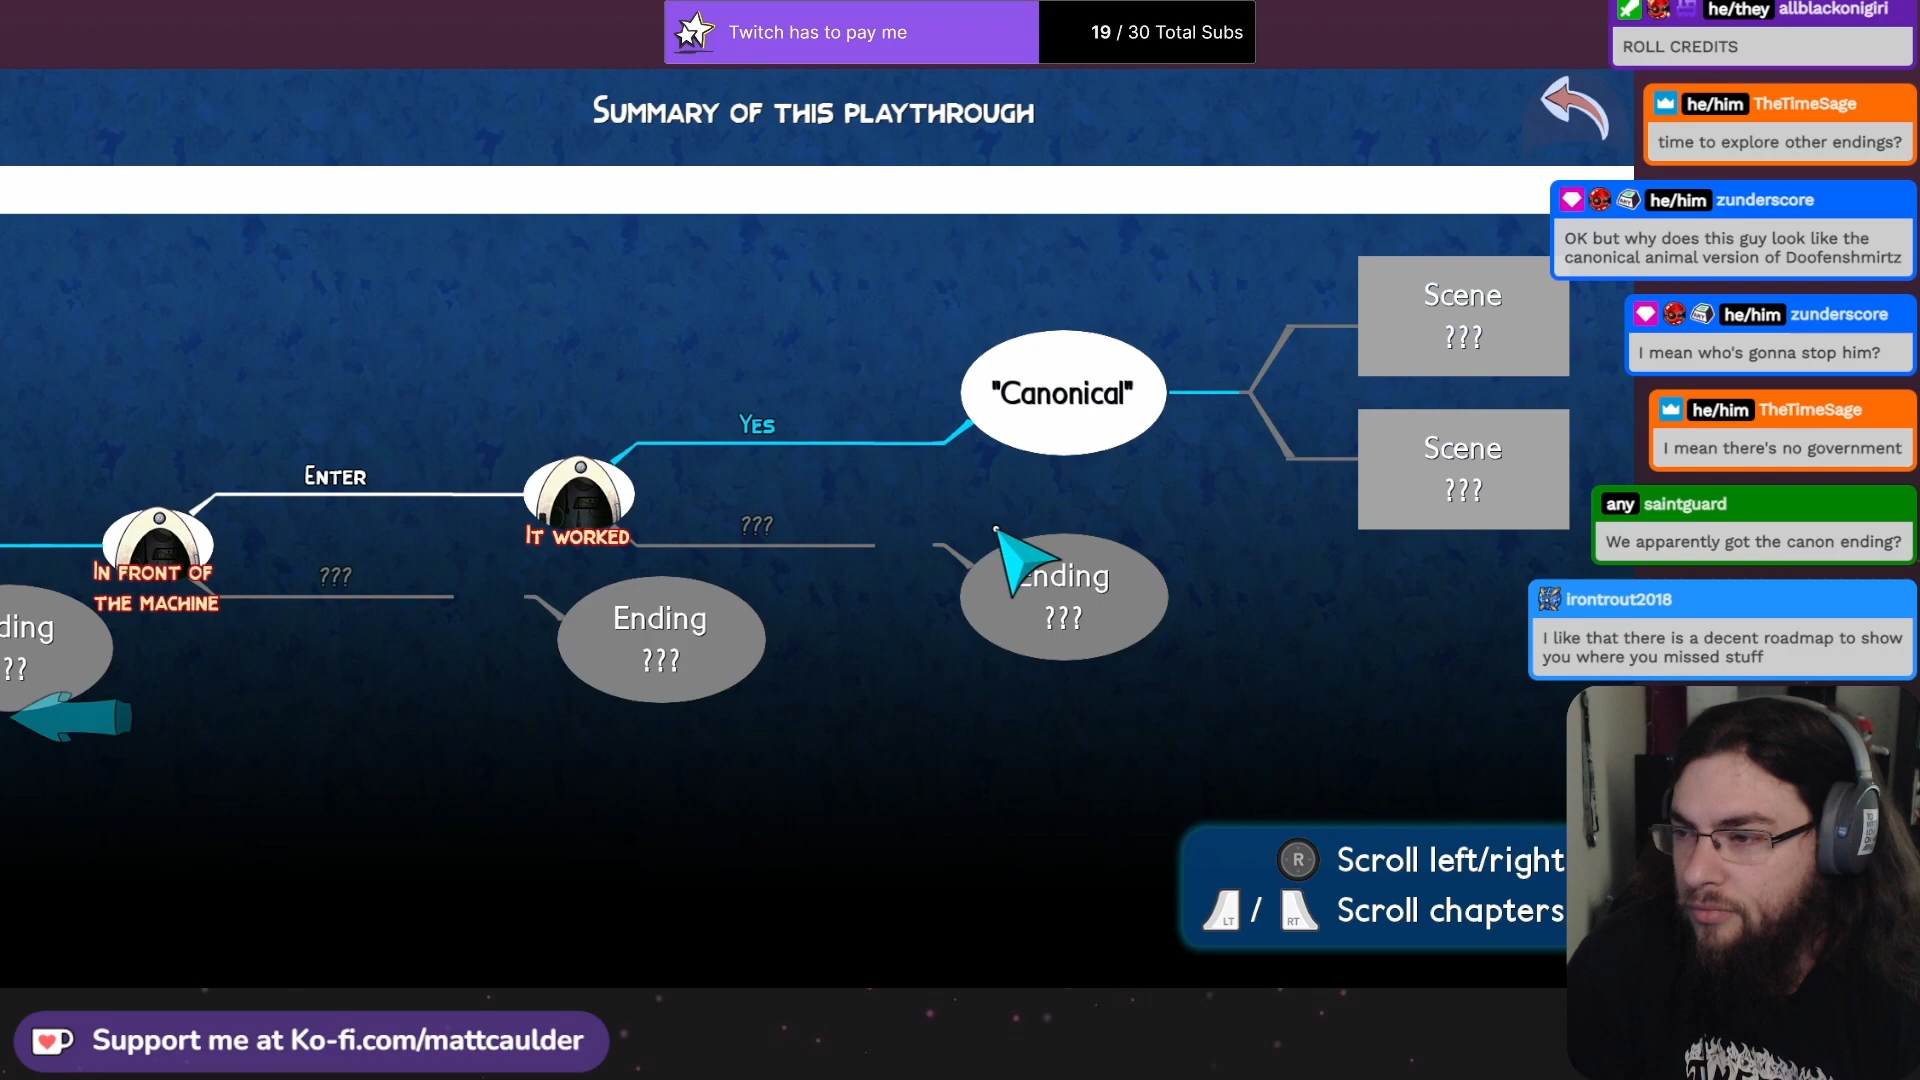 Twitch has to pay me
19 / 30 Total Subs
he/they allblackonigiri
ROLL CREDITS
SUMMARY OF THIS PLAYTHROUGH
he/him TheTimeSage
time to explore other endings?
he/him zunderscore
OK but why does this guy look like the
canonical animal version of Doofenshmirtz
Scene
???
he/him zunderscore
I mean who's gonna stop him?
"Canonical"
YES
he/him TheTimeSage
I mean there's no government
Scene
???
ENTER
IT WORKED
???
any saintguard
We apparently got the canon ending?
IN FRONT OF
THE MACHINE
???
Ending
???
Ending
???
ding
??
irontrout2018
I like that there is a decent roadmap to show
you where you missed stuff
R Scroll left/right
LT / RT Scroll chapters
Support me at Ko-fi.com/mattcaulder